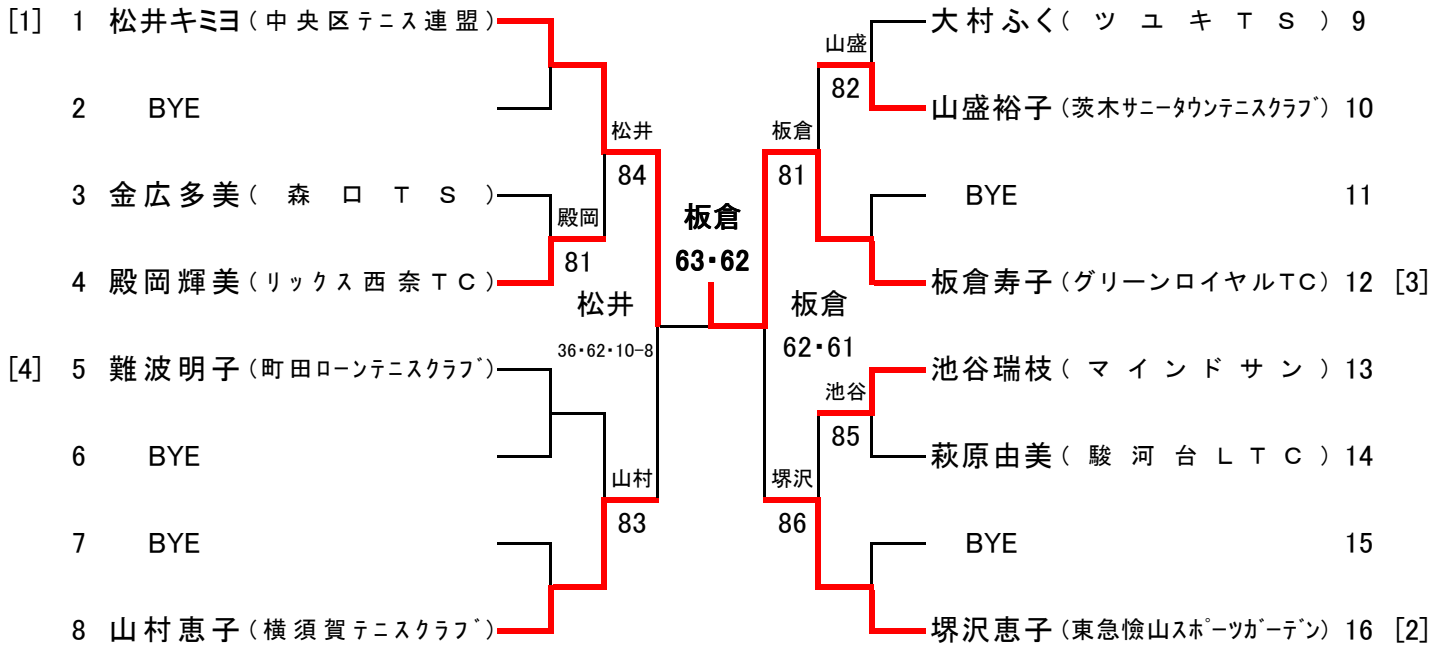 [1] 1 松井キミヨ(中央区テニス連盟)
2 BYE
3 金広多美(森口TS)
4 殿岡輝美(リックス西奈TC)
[4] 5 難波明子(町田ローンテニスクラブ)
6 BYE
7 BYE
8 山村恵子(横須賀テニスクラブ)
殿岡
81
松井
84
山村
83
松井
36・62・10-8
板倉
63・62
板倉
62・61
板倉
81
堺沢
86
山盛
82
池谷
85
大村ふく(ツユキTS) 9
山盛裕子(茨木サニータウンテニスクラブ) 10
BYE 11
板倉寿子(グリーンロイヤルTC) 12 [3]
池谷瑞枝(マインドサン) 13
萩原由美(駿河台LTC) 14
BYE 15
堺沢恵子(東急憸山スポーツガーデン) 16 [2]